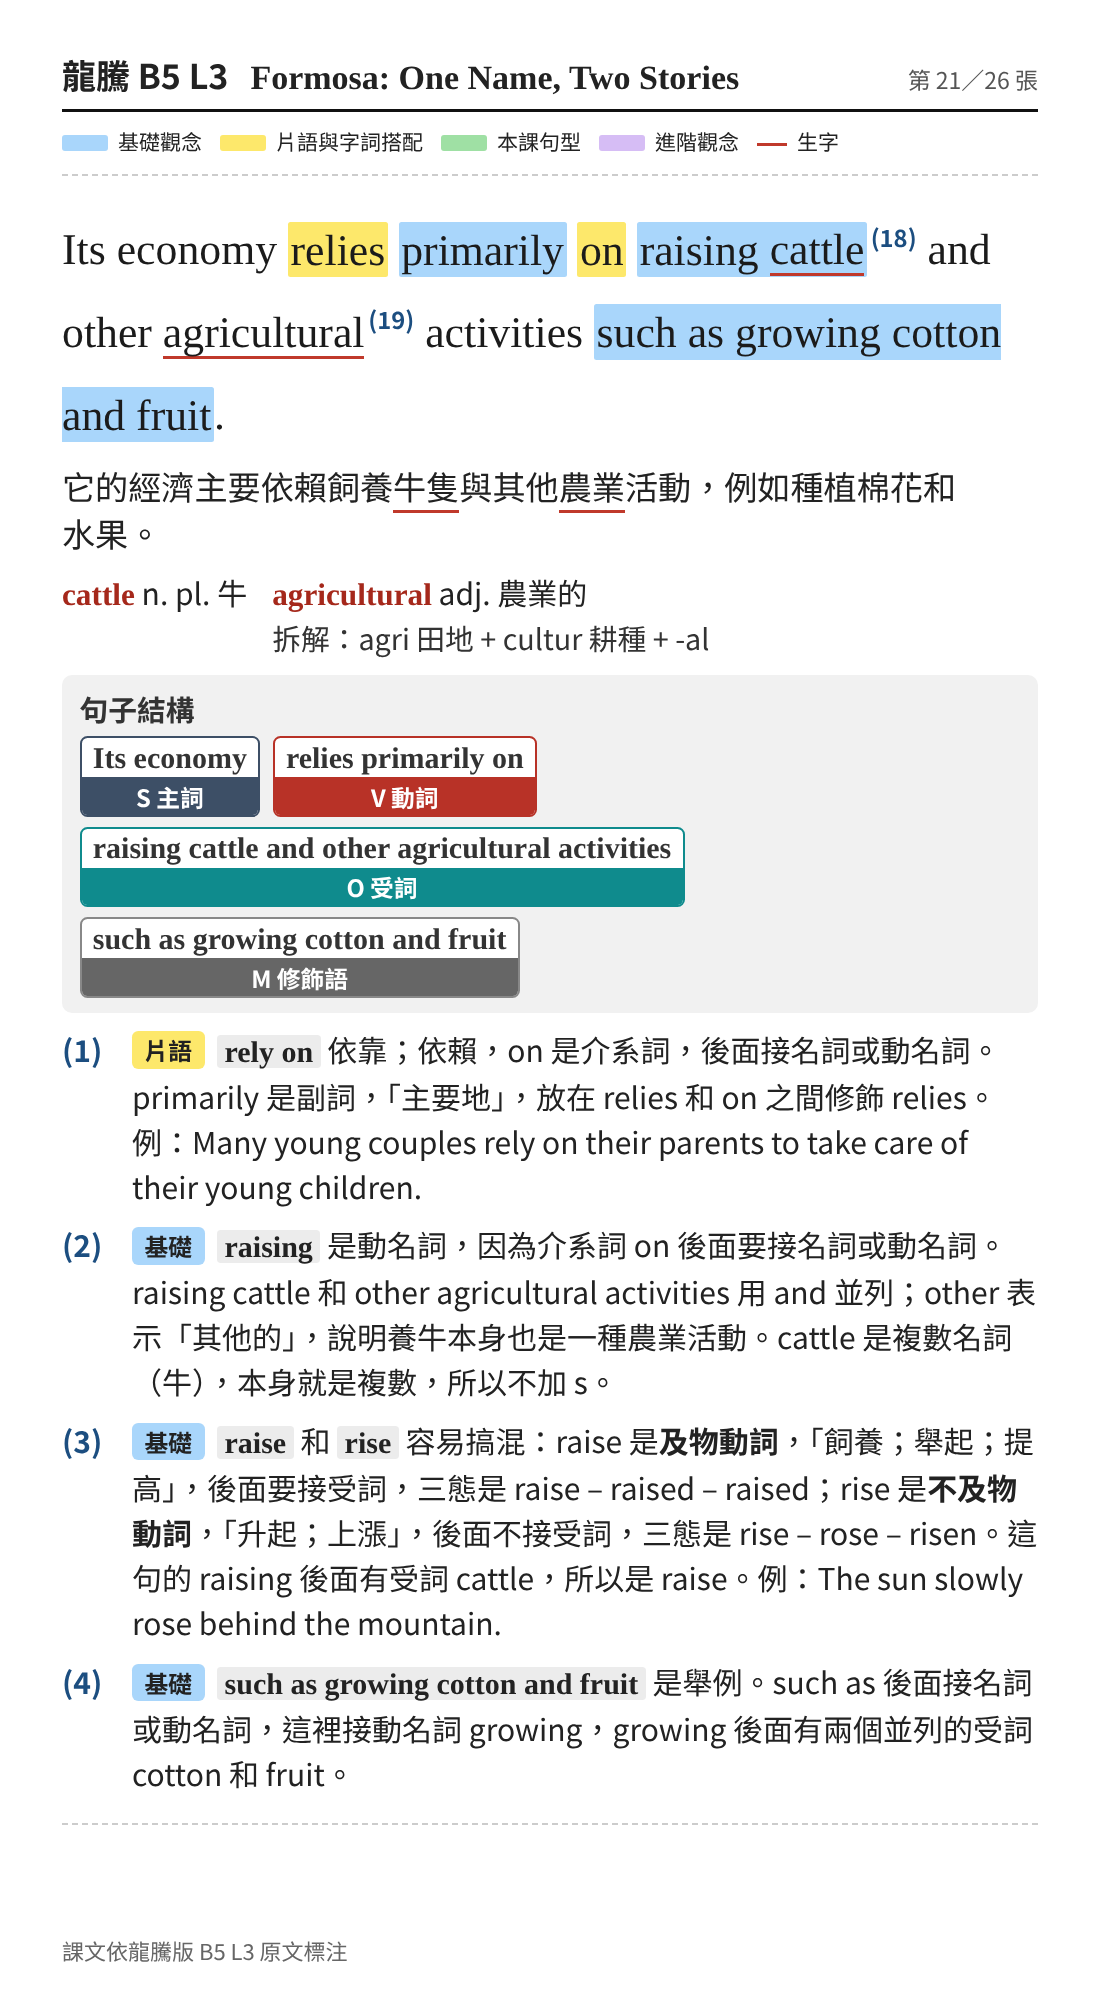 龍騰 B5 L3 Formosa: One Name, Two Stories 第 21／26 張
基礎觀念 片語與字詞搭配 本課句型 進階觀念 生字
Its economy relies primarily on raising cattle (18) and
other agricultural (19) activities such as growing cotton
and fruit.
它的經濟主要依賴飼養牛隻與其他農業活動，例如種植棉花和
水果。
cattle n. pl. 牛 agricultural adj. 農業的
拆解：agri 田地 + cultur 耕種 + -al
句子結構
Its economy relies primarily on
S 主詞 V 動詞
raising cattle and other agricultural activities
O 受詞
such as growing cotton and fruit
M 修飾語
(1) 片語 rely on 依靠；依賴，on 是介系詞，後面接名詞或動名詞。
primarily 是副詞，「主要地」，放在 relies 和 on 之間修飾 relies。
例：Many young couples rely on their parents to take care of
their young children.
(2) 基礎 raising 是動名詞，因為介系詞 on 後面要接名詞或動名詞。
raising cattle 和 other agricultural activities 用 and 並列；other 表
示「其他的」，說明養牛本身也是一種農業活動。cattle 是複數名詞
（牛），本身就是複數，所以不加 s。
(3) 基礎 raise 和 rise 容易搞混：raise 是及物動詞，「飼養；舉起；提
高」，後面要接受詞，三態是 raise – raised – raised；rise 是不及物
動詞，「升起；上漲」，後面不接受詞，三態是 rise – rose – risen。這
句的 raising 後面有受詞 cattle，所以是 raise。例：The sun slowly
rose behind the mountain.
(4) 基礎 such as growing cotton and fruit 是舉例。such as 後面接名詞
或動名詞，這裡接動名詞 growing，growing 後面有兩個並列的受詞
cotton 和 fruit。
課文依龍騰版 B5 L3 原文標注